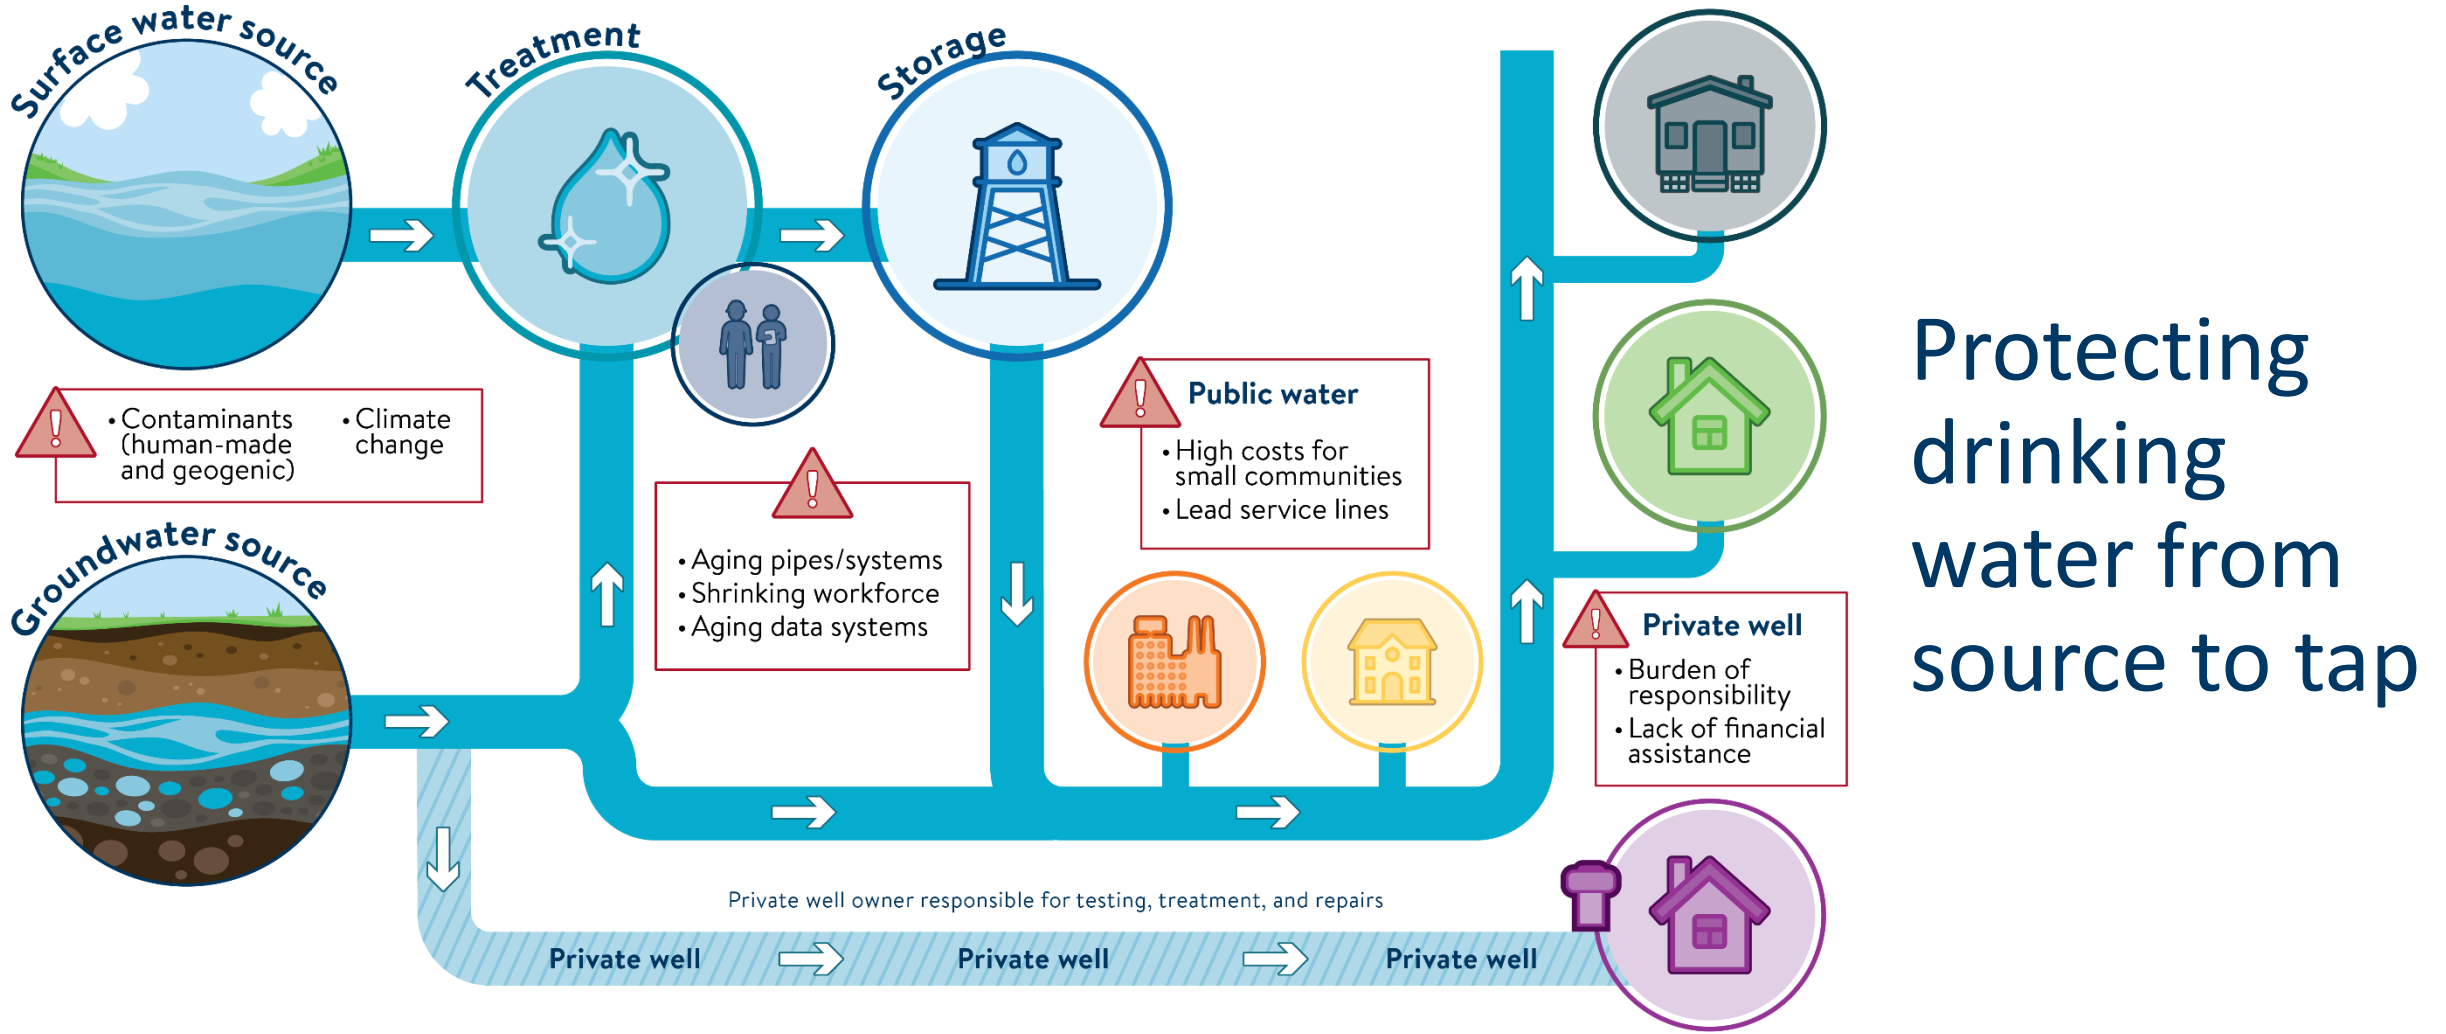 Surface water source
Treatment
Storage
• Contaminants
(human-made
and geogenic)
• Climate
change
Groundwater source
• Aging pipes/systems
• Shrinking workforce
• Aging data systems
Public water
• High costs for
small communities
• Lead service lines
Private well
• Burden of
responsibility
• Lack of financial
assistance
Private well owner responsible for testing, treatment, and repairs
Private well
Private well
Private well
Protecting
drinking
water from
source to tap